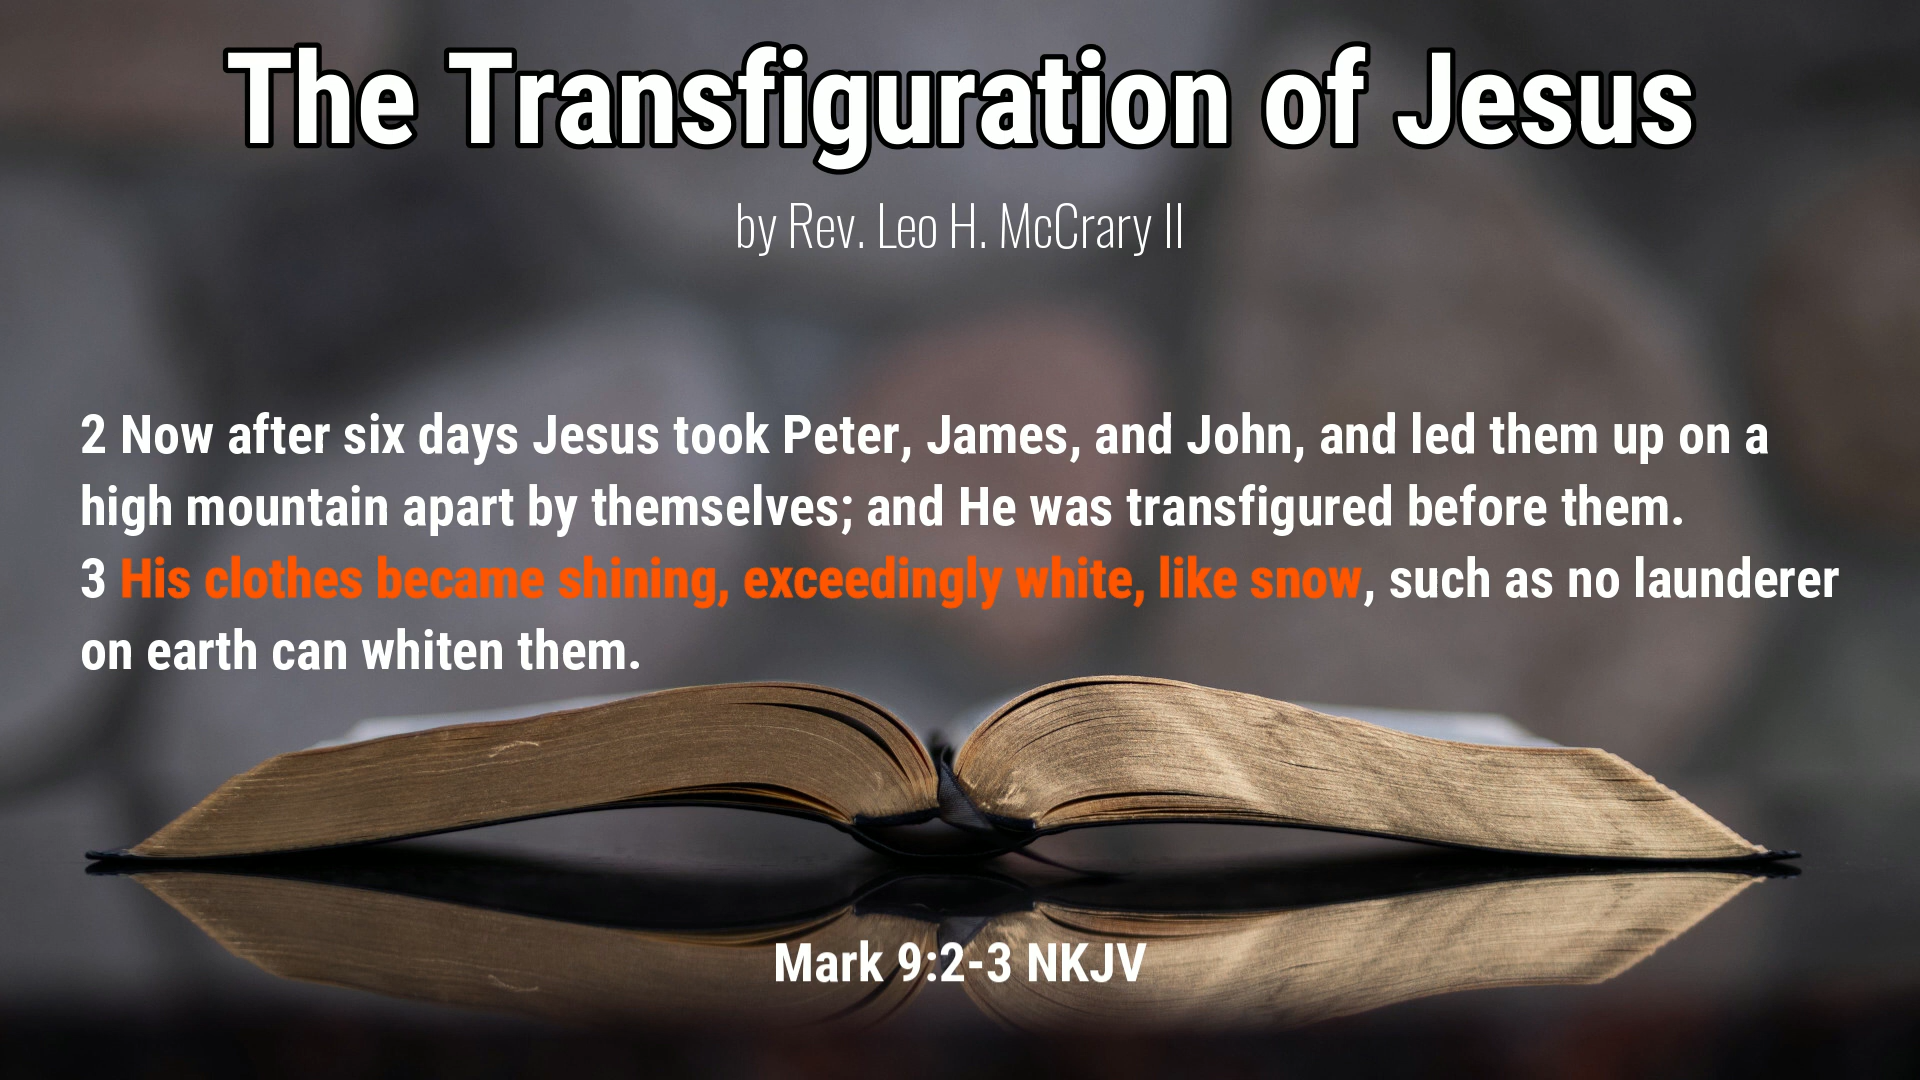 The Transfiguration of Jesus
by Rev. Leo H. McCrary II
2 Now after six days Jesus took Peter, James, and John, and led them up on a
high mountain apart by themselves; and He was transfigured before them.
3 His clothes became shining, exceedingly white, like snow, such as no launderer
on earth can whiten them.
Mark 9:2-3 NKJV